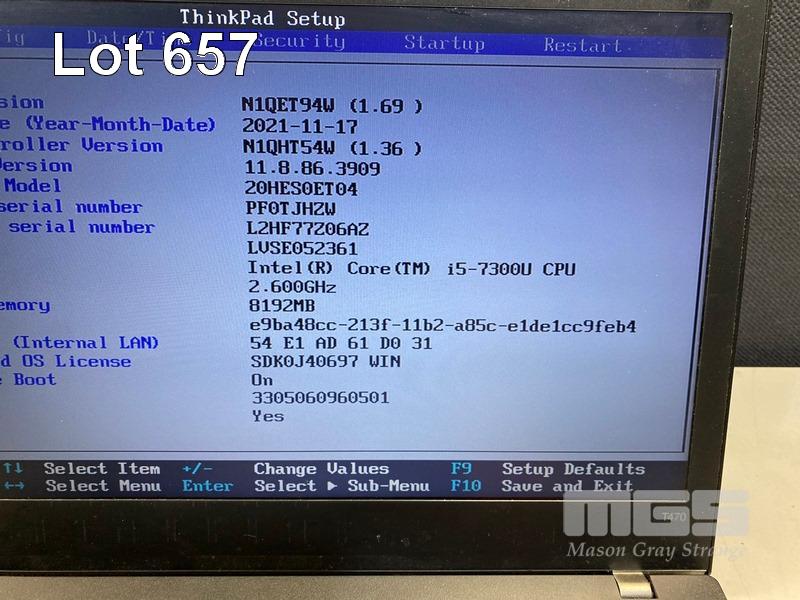 ThinkPad Setup
ig Date/Ti Security Startup Restart
Lot 657
sion N1QET94W (1.69 )
e (Year-Month-Date) 2021-11-17
roller Version N1QHT54W (1.36 )
ersion 11.8.86.3909
Model 20HES0ET04
serial number PF0TJHZW
serial number L2HF77Z06AZ
LVSE052361
Intel(R) Core(TM) i5-7300U CPU
2.600GHz
emory 8192MB
e9ba48cc-213f-11b2-a85c-e1de1cc9feb4
(Internal LAN) 54 E1 AD 61 D0 31
d OS License SDK0J40697 WIN
e Boot On
3305060960501
Yes
↑↓ Select Item +/- Change Values F9 Setup Defaults
←→ Select Menu Enter Select ▶ Sub-Menu F10 Save and Exit
MGS
T470
Mason Gray Strange